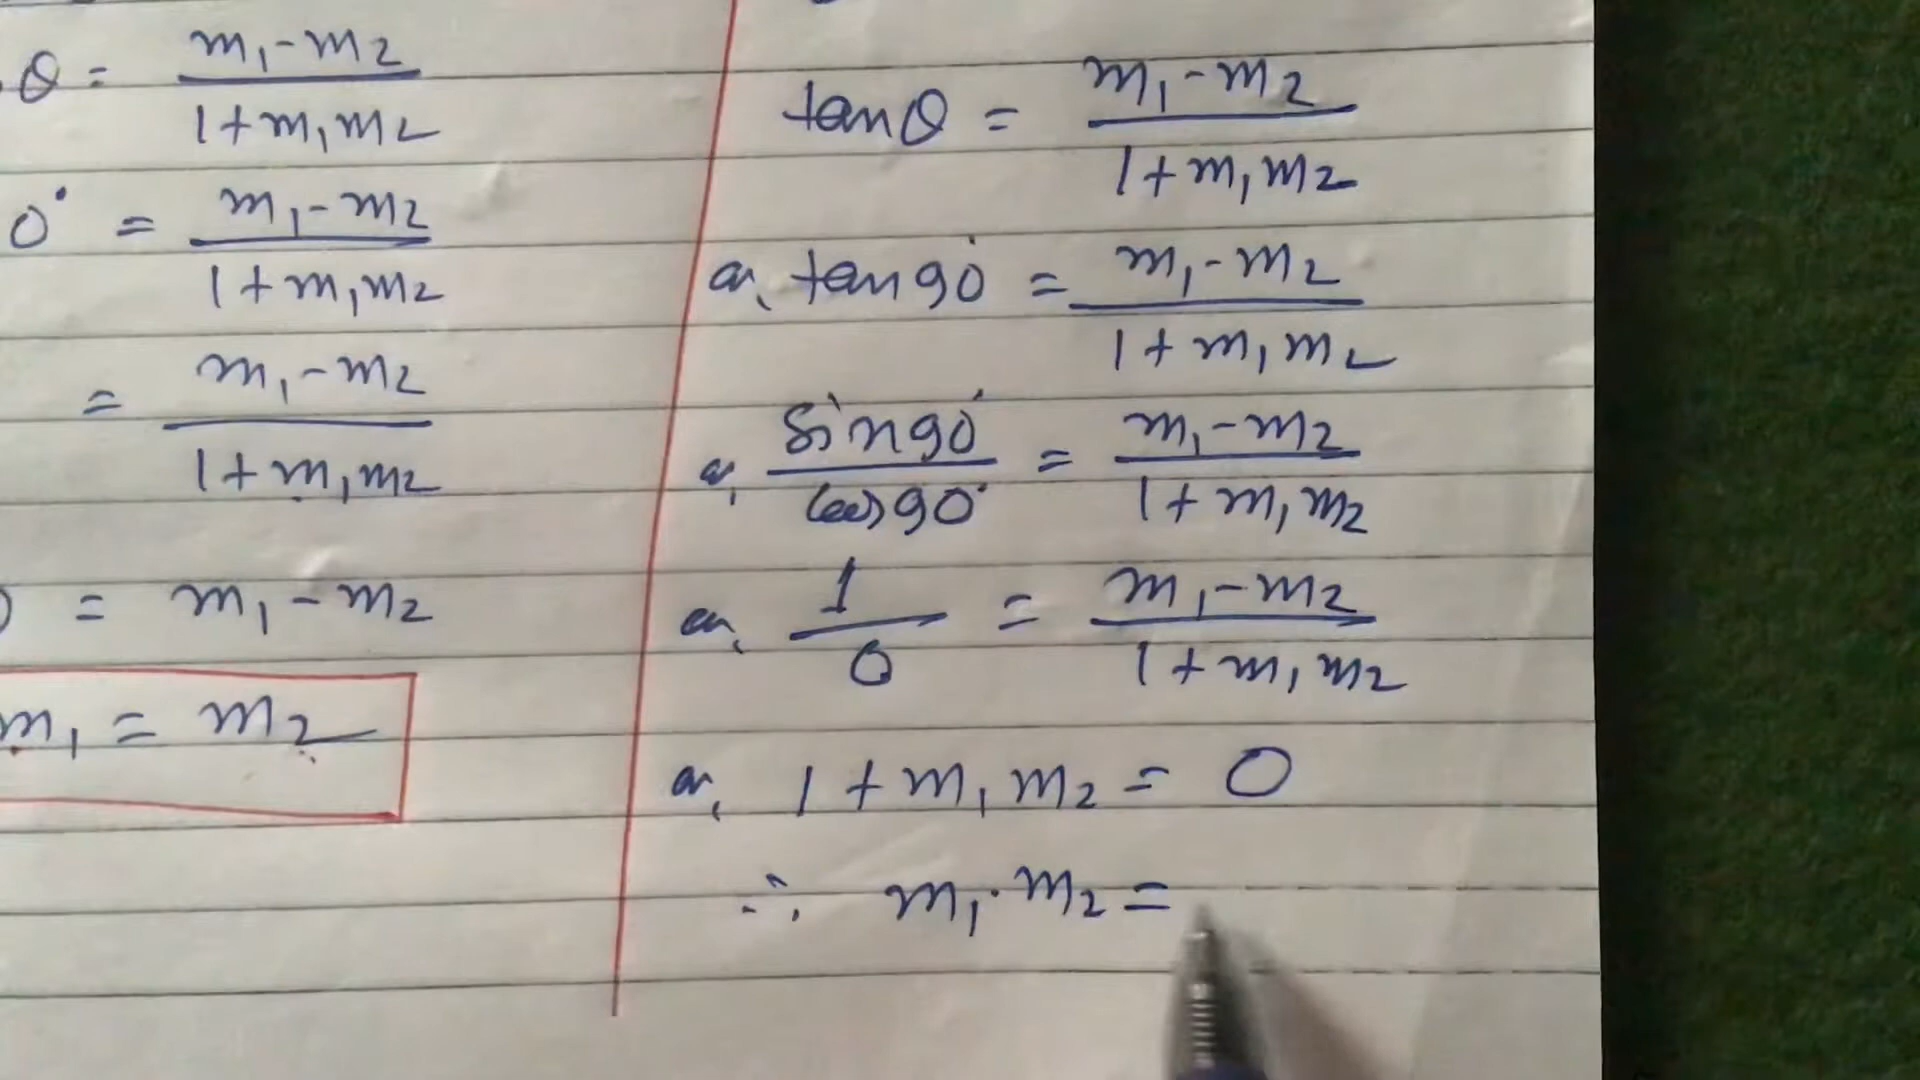 θ = m₁-m₂ / 1+m₁m₂
0° = m₁-m₂ / 1+m₁m₂
= m₁-m₂ / 1+m₁m₂
= m₁-m₂
m₁ = m₂
tanθ = m₁-m₂ / 1+m₁m₂
or, tan90° = m₁-m₂ / 1+m₁m₂
or, sin90° / cos90° = m₁-m₂ / 1+m₁m₂
or, 1 / 0 = m₁-m₂ / 1+m₁m₂
or, 1+m₁m₂ = 0
∴ m₁·m₂ =